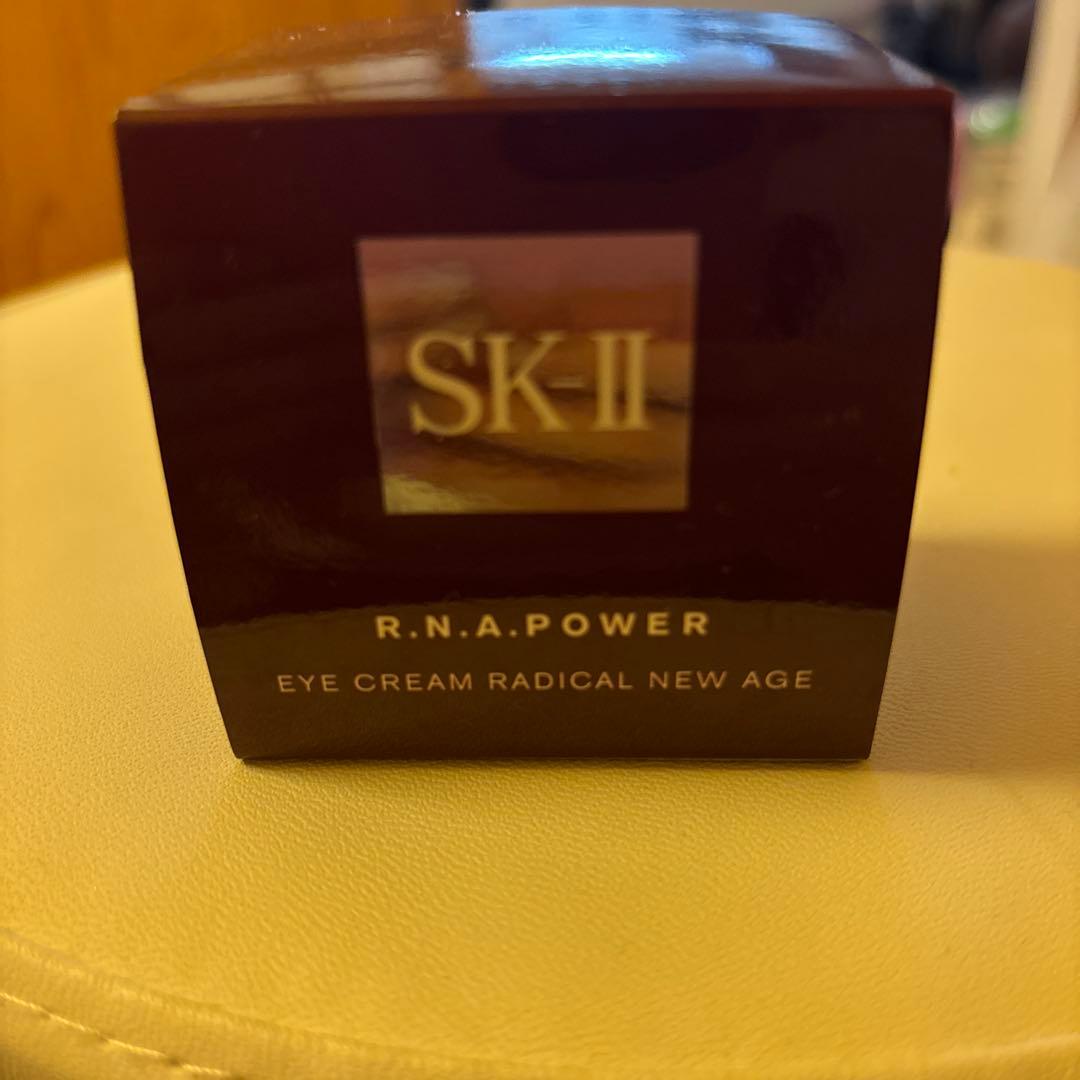 SK-II
R.N.A.POWER
EYE CREAM RADICAL NEW AGE